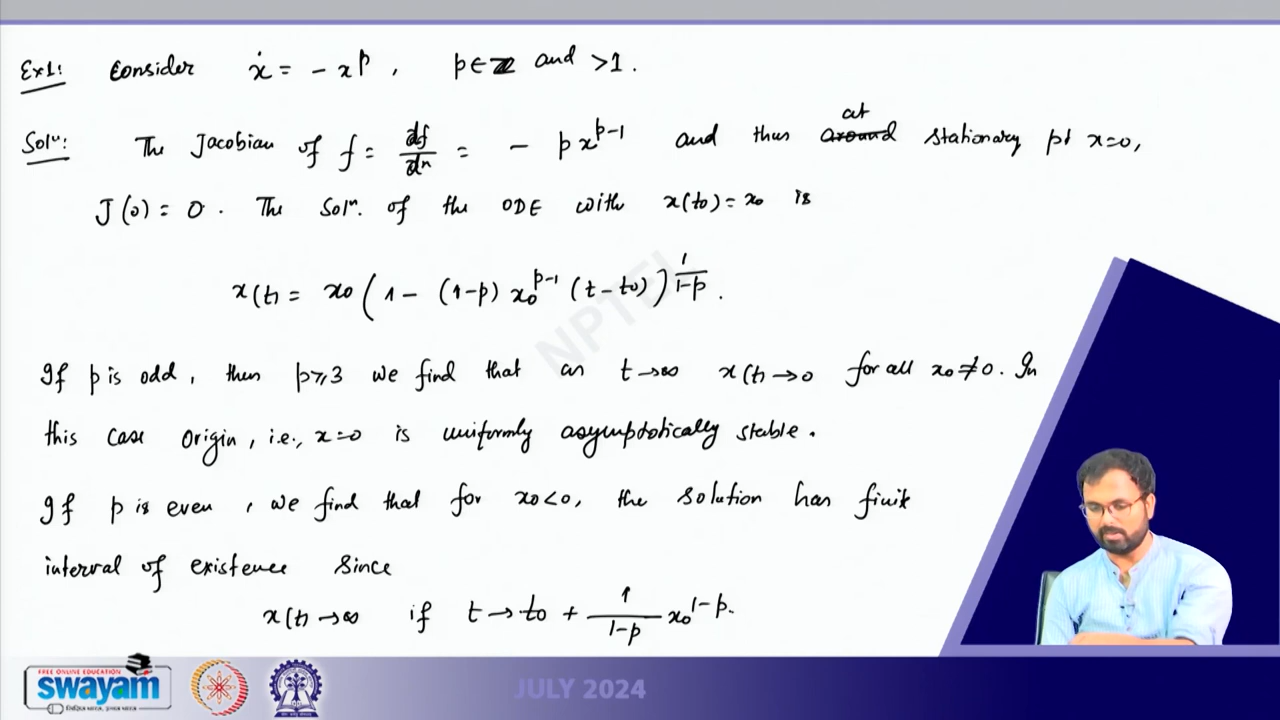 Ex1: Consider ẋ = - x^p , p ∈ ℤ and > 1.
at
Solⁿ: The Jacobian of f = df/dx = - p x^{p-1} and thus ~~around~~ stationary pt x=0,
J(0) = 0. The Solⁿ. of the ODE with x(t0) = x0 is
x(t) = x0 ( 1 - (1-p) x0^{p-1} (t-t0) )^{1/(1-p)} .
If p is odd, then p≥3 we find that as t→∞ x(t)→0 for all x0≠0. In
this case origin, i.e., x=0 is uniformly asymptotically stable.
If p is even, we find that for x0<0, the solution has finite
interval of existence since
x(t)→∞ if t→t0 + 1/(1-p) x0^{1-p}.
NPTEL
FREE ONLINE EDUCATION
swayam
JULY 2024